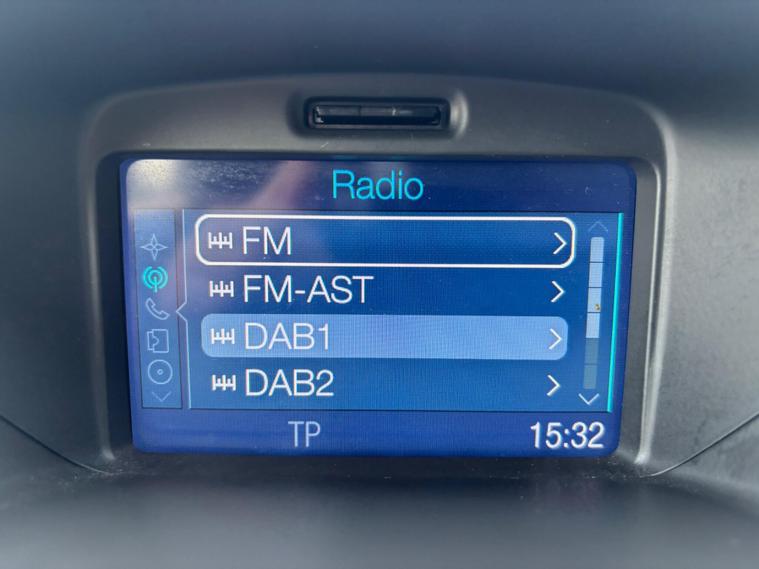 Radio
FM
FM-AST
DAB1
DAB2
TP 15:32